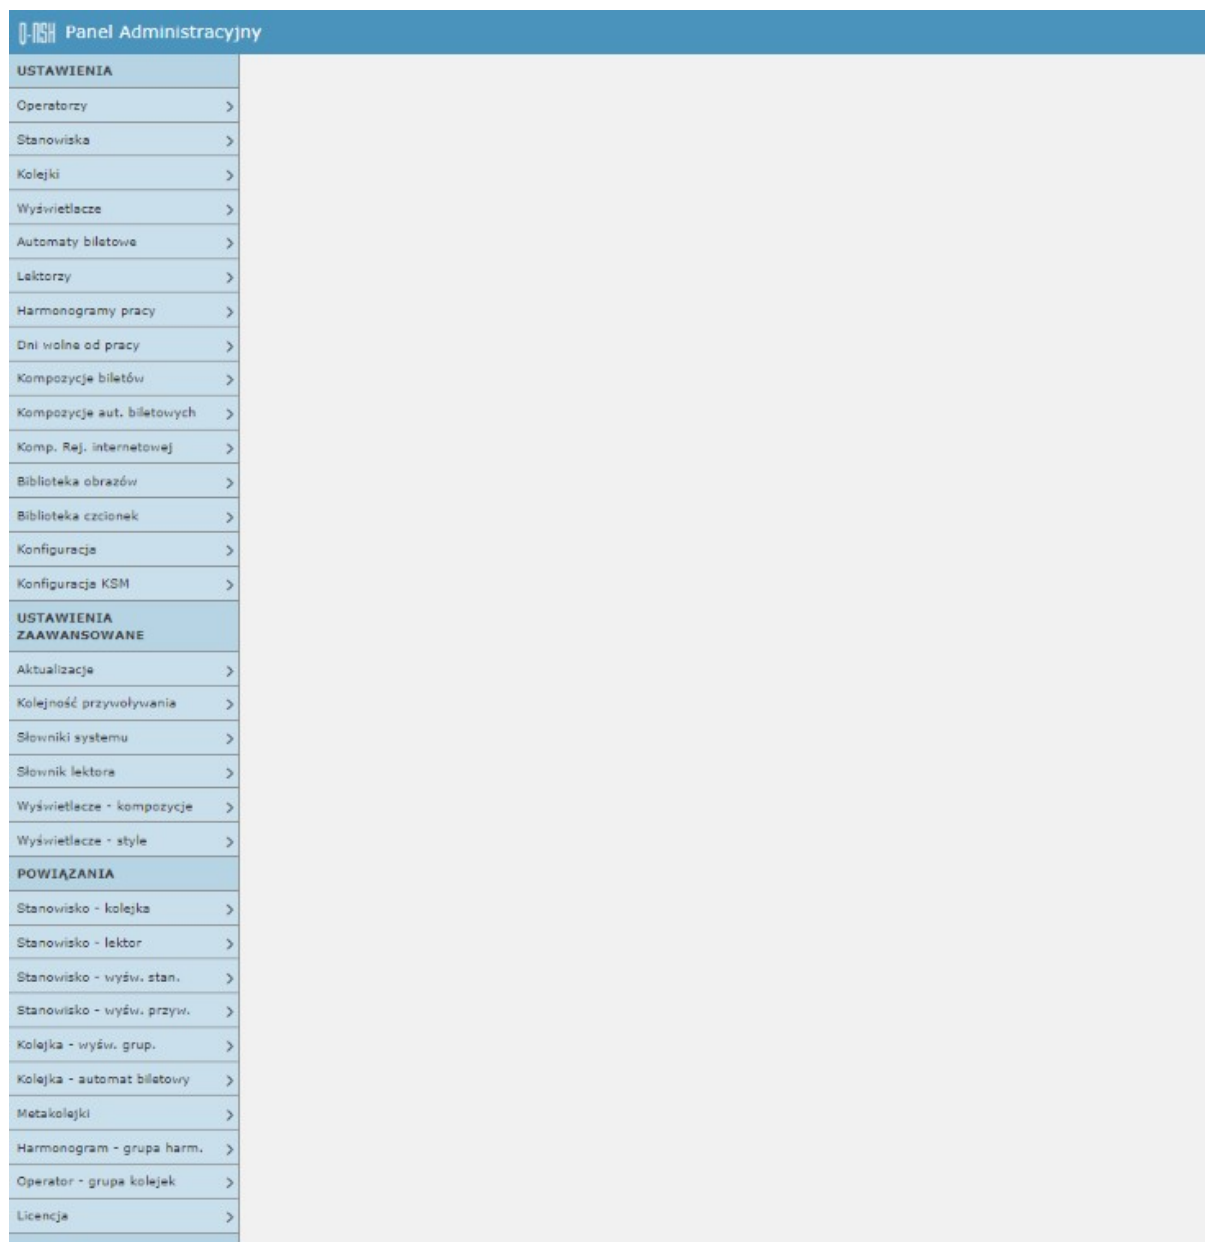 Q-NSH Panel Administracyjny
USTAWIENIA
Operatorzy
Stanowiska
Kolejki
Wyświetlacze
Automaty biletowe
Lektorzy
Harmonogramy pracy
Dni wolne od pracy
Kompozycje biletów
Kompozycje aut. biletowych
Komp. Rej. internetowej
Biblioteka obrazów
Biblioteka czcionek
Konfiguracja
Konfiguracja KSM
USTAWIENIA
ZAAWANSOWANE
Aktualizacje
Kolejność przywoływania
Słowniki systemu
Słownik lektora
Wyświetlacze - kompozycje
Wyświetlacze - style
POWIĄZANIA
Stanowisko - kolejka
Stanowisko - lektor
Stanowisko - wyśw. stan.
Stanowisko - wyśw. przyw.
Kolejka - wyśw. grup.
Kolejka - automat biletowy
Metakolejki
Harmonogram - grupa harm.
Operator - grupa kolejek
Licencja